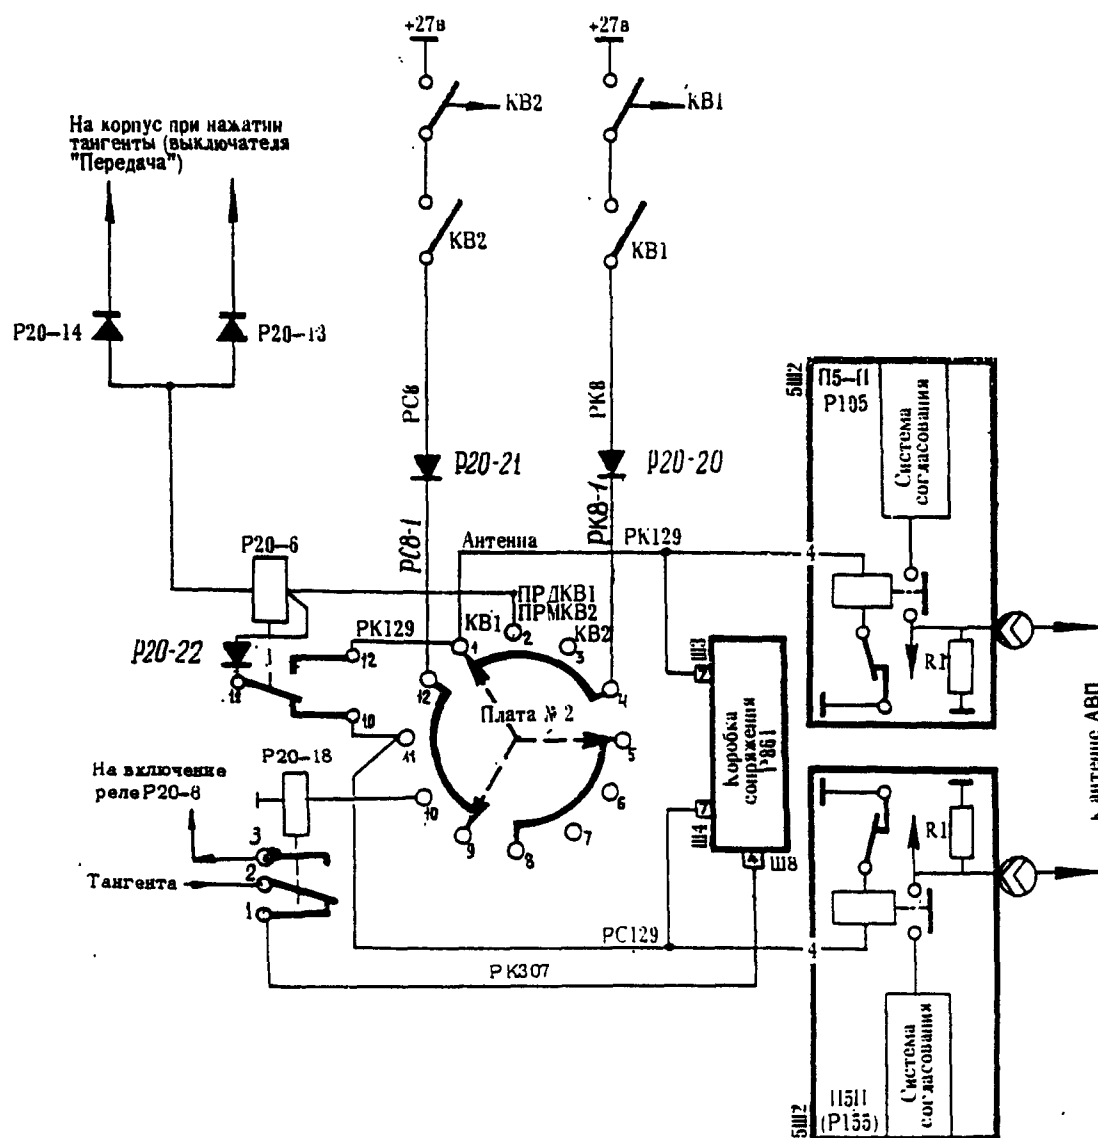 +27в
+27в
КВ2
КВ1
На корпус при нажатии
тангенты (выключателя
"Передача")
КВ2
КВ1
Р20-14
Р20-13
РС8
РК8
5Ш2
П5-П
Р105
Система
согласования
Р20-21
Р20-20
РС8-1
РК8-1
Р20-6
Антенна
РК129
4
ПРДКВ1
ПРМКВ2
РК129
КВ1
КВ2
Р20-22
12
11
10
1
2
3
4
5
6
7
8
9
10
11
12
Плата № 2
Ш3
7
R1
Коробка
сопряжения
Р861
Ш4
7
4
Ш8
Р20-18
На включение
реле Р20-8
3
Тангента
2
1
РС129
4
РК307
R1
К антенне АВП
Система
согласования
5Ш2
П5П
(Р155)